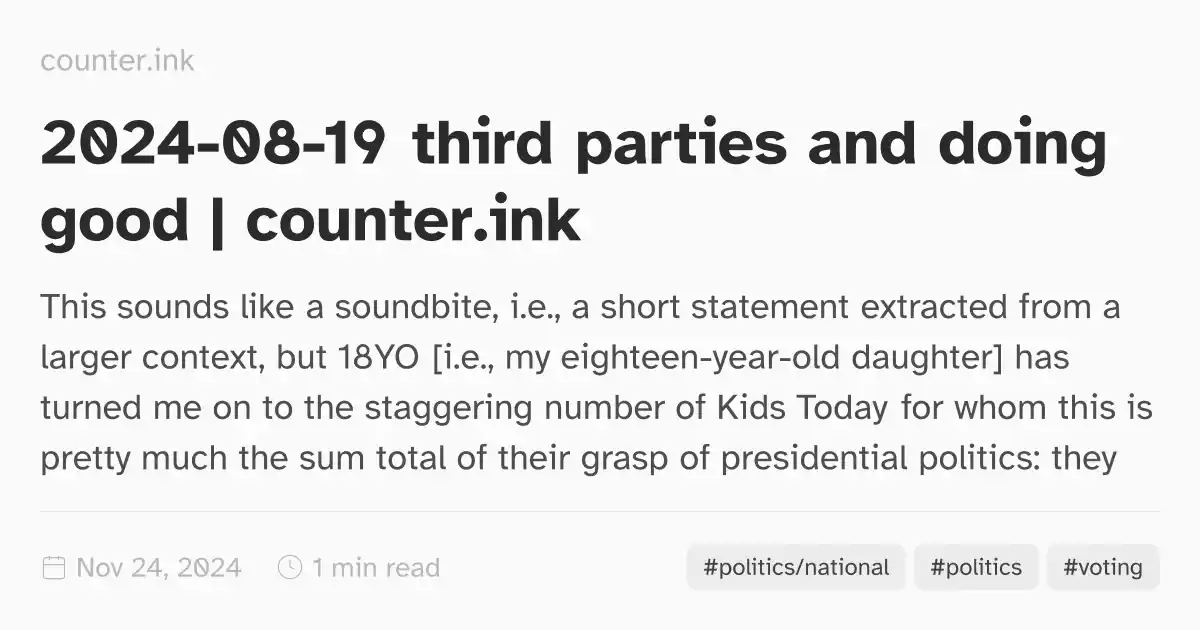 counter.ink
2024-08-19 third parties and doing
good | counter.ink
This sounds like a soundbite, i.e., a short statement extracted from a
larger context, but 18YO [i.e., my eighteen-year-old daughter] has
turned me on to the staggering number of Kids Today for whom this is
pretty much the sum total of their grasp of presidential politics: they
Nov 24, 2024 1 min read #politics/national #politics #voting